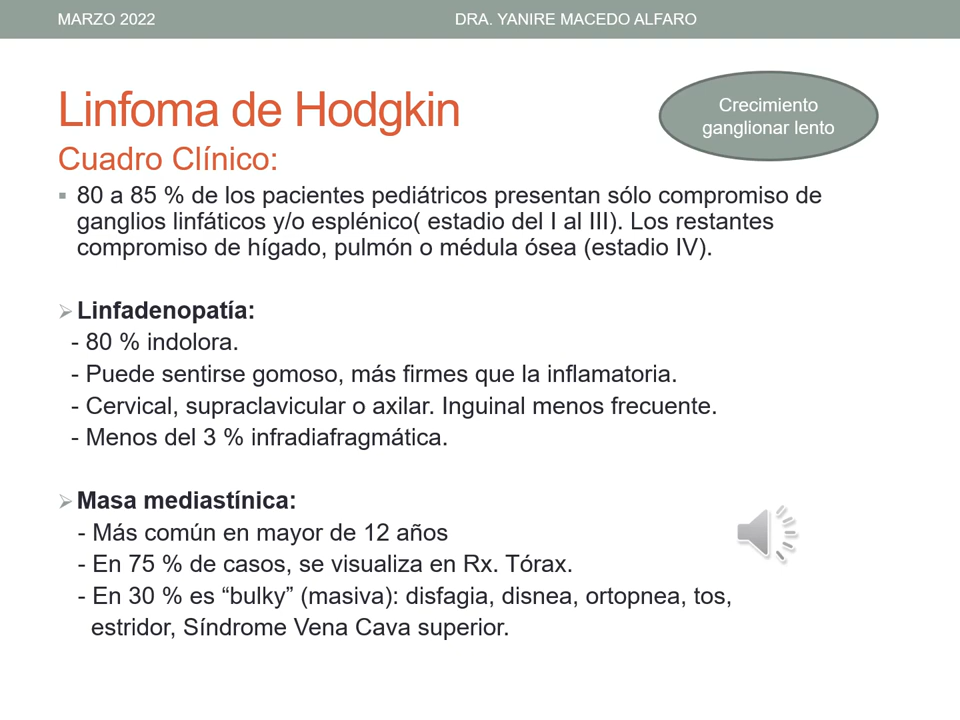 MARZO 2022
DRA. YANIRE MACEDO ALFARO
Linfoma de Hodgkin
Crecimiento
ganglionar lento
Cuadro Clínico:
▪ 80 a 85 % de los pacientes pediátricos presentan sólo compromiso de
ganglios linfáticos y/o esplénico( estadio del I al III). Los restantes
compromiso de hígado, pulmón o médula ósea (estadio IV).
➢ Linfadenopatía:
- 80 % indolora.
- Puede sentirse gomoso, más firmes que la inflamatoria.
- Cervical, supraclavicular o axilar. Inguinal menos frecuente.
- Menos del 3 % infradiafragmática.
➢ Masa mediastínica:
- Más común en mayor de 12 años
- En 75 % de casos, se visualiza en Rx. Tórax.
- En 30 % es “bulky” (masiva): disfagia, disnea, ortopnea, tos,
estridor, Síndrome Vena Cava superior.